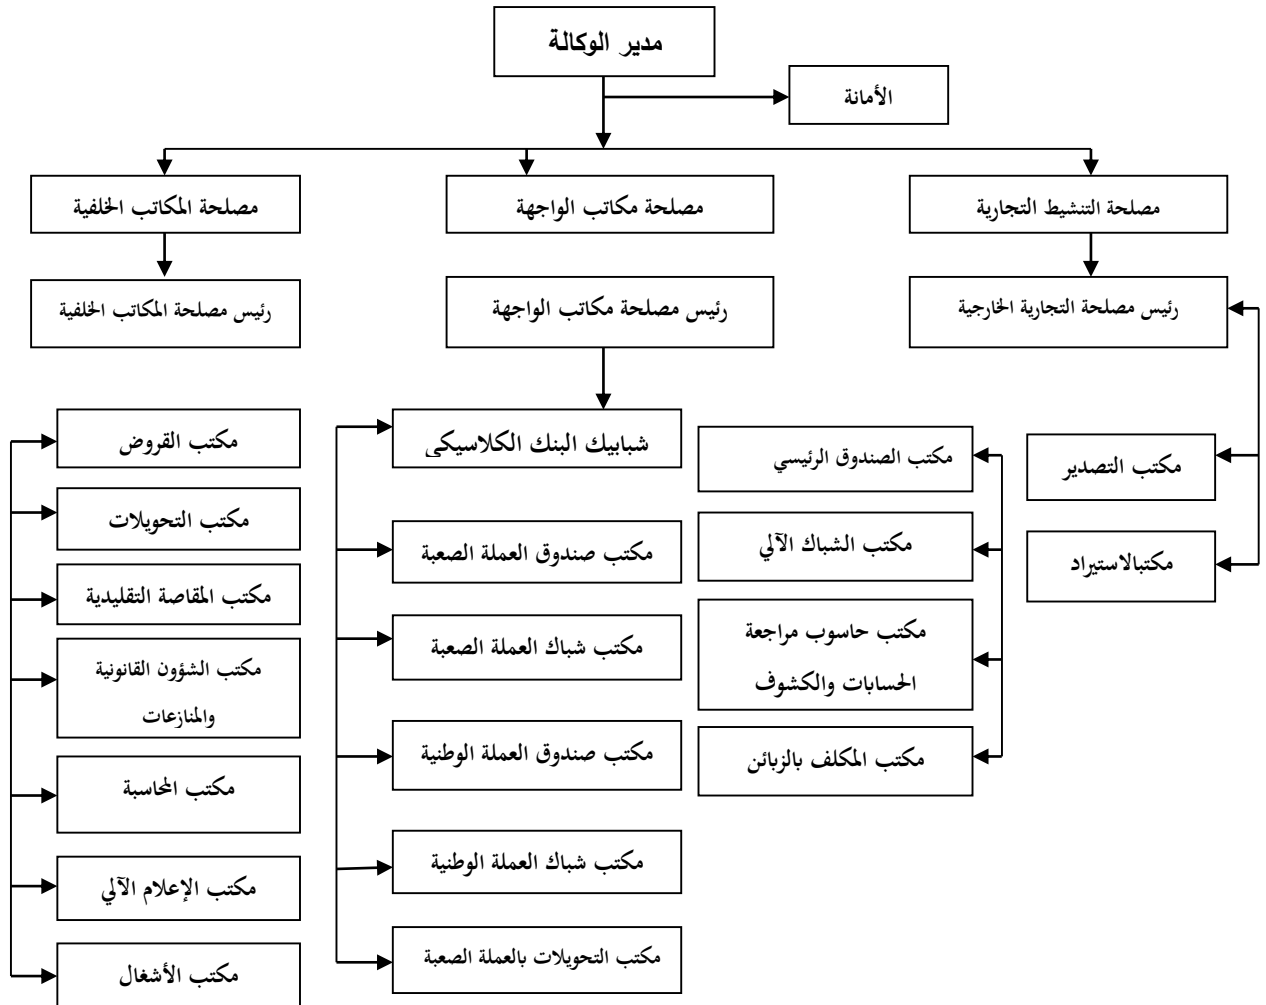 مدير الوكالة
الأمانة
مصلحة التنشيط التجارية
مصلحة مكاتب الواجهة
مصلحة المكاتب الخلفية
رئيس مصلحة التجارية الخارجية
رئيس مصلحة مكاتب الواجهة
رئيس مصلحة المكاتب الخلفية
مكتب التصدير
مكتبالاستيراد
مكتب الصندوق الرئيسي
مكتب الشباك الآلي
مكتب حاسوب مراجعة
الحسابات والكشوف
مكتب المكلف بالزبائن
شبابيك البنك الكلاسيكي
مكتب صندوق العملة الصعبة
مكتب شباك العملة الصعبة
مكتب صندوق العملة الوطنية
مكتب شباك العملة الوطنية
مكتب التحويلات بالعملة الصعبة
مكتب القروض
مكتب التحويلات
مكتب المقاصة التقليدية
مكتب الشؤون القانونية
والمنازعات
مكتب المحاسبة
مكتب الإعلام الآلي
مكتب الأشغال